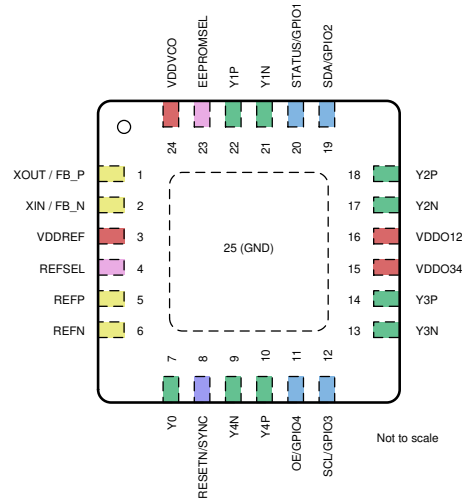 VDDVCO
EEPROMSEL
Y1P
Y1N
STATUS/GPIO1
SDA/GPIO2
24
23
22
21
20
19
XOUT / FB_P 1
XIN / FB_N 2
VDDREF 3
REFSEL 4
REFP 5
REFN 6
25 (GND)
18 Y2P
17 Y2N
16 VDDO12
15 VDDO34
14 Y3P
13 Y3N
7
8
9
10
11
12
Y0
RESETN/SYNC
Y4N
Y4P
OE/GPIO4
SCL/GPIO3
Not to scale